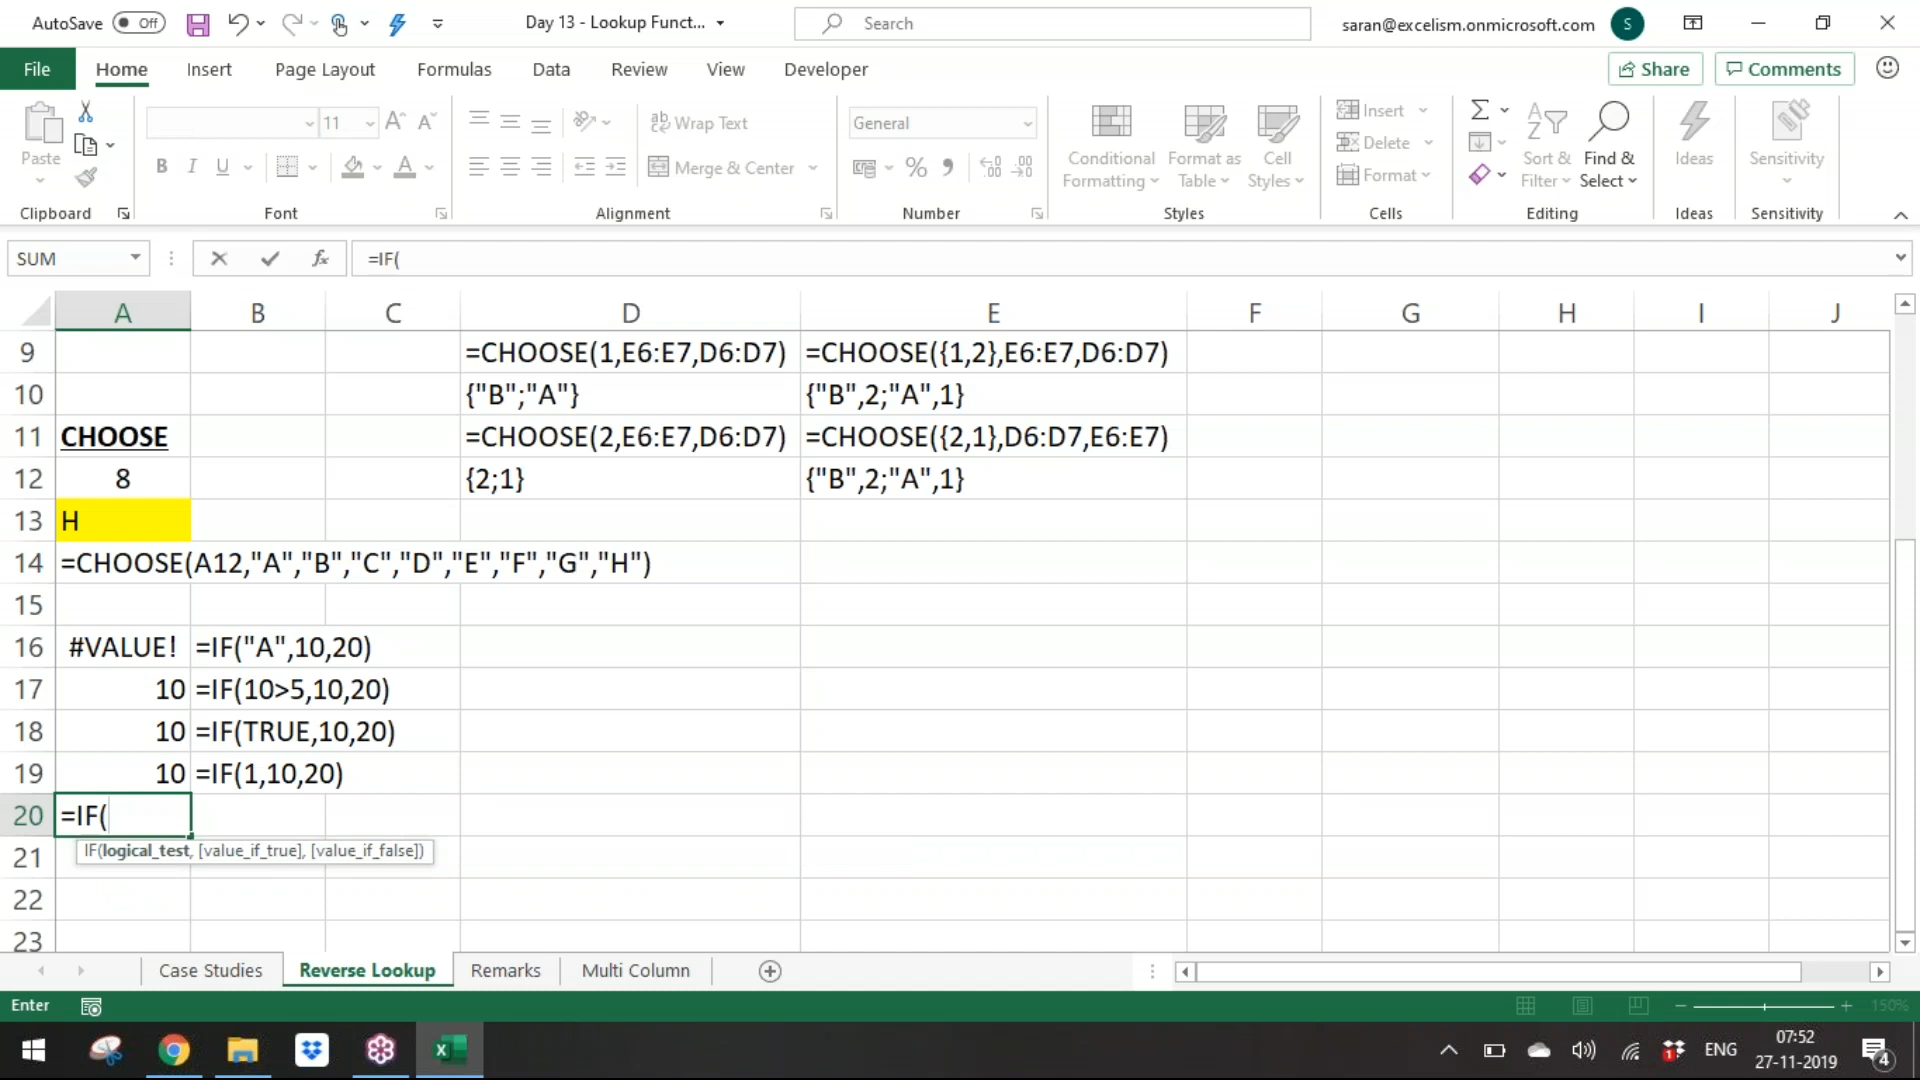 AutoSave Off Day 13 - Lookup Funct... Search saran@excelism.onmicrosoft.com S
File Home Insert Page Layout Formulas Data Review View Developer Share Comments
Paste 11 Wrap Text General Conditional Formatting Format as Table Cell Styles Insert Delete Format Sort & Filter Find & Select Ideas Sensitivity
B I U Merge & Center
Clipboard Font Alignment Number Styles Cells Editing Ideas Sensitivity
SUM fx =IF(
A B C D E F G H I J
9 =CHOOSE(1,E6:E7,D6:D7) =CHOOSE({1,2},E6:E7,D6:D7)
10 {"B";"A"} {"B",2;"A",1}
11 CHOOSE =CHOOSE(2,E6:E7,D6:D7) =CHOOSE({2,1},D6:D7,E6:E7)
12 8 {2;1} {"B",2;"A",1}
13 H
14 =CHOOSE(A12,"A","B","C","D","E","F","G","H")
15
16 #VALUE! =IF("A",10,20)
17 10 =IF(10>5,10,20)
18 10 =IF(TRUE,10,20)
19 10 =IF(1,10,20)
20 =IF(
IF(logical_test, [value_if_true], [value_if_false])
21
22
23
Case Studies Reverse Lookup Remarks Multi Column
Enter 150%
ENG 07:52
27-11-2019 4